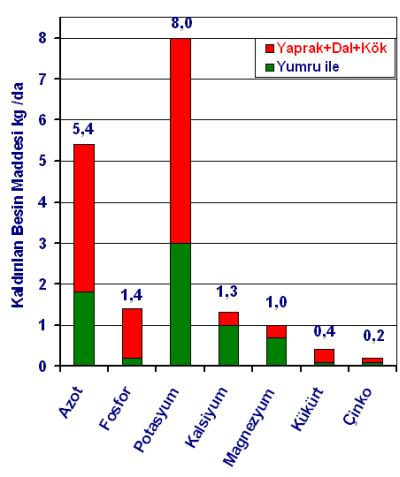 8,0
Yaprak+Dal+Kök
Yumru ile
5,4
1,4
1,3
1,0
0,4
0,2
Kaldırılan Besin Maddesi kg /da
8
7
6
5
4
3
2
1
0
Azot
Fosfor
Potasyum
Kalsiyum
Magnezyum
Kükürt
Çinko